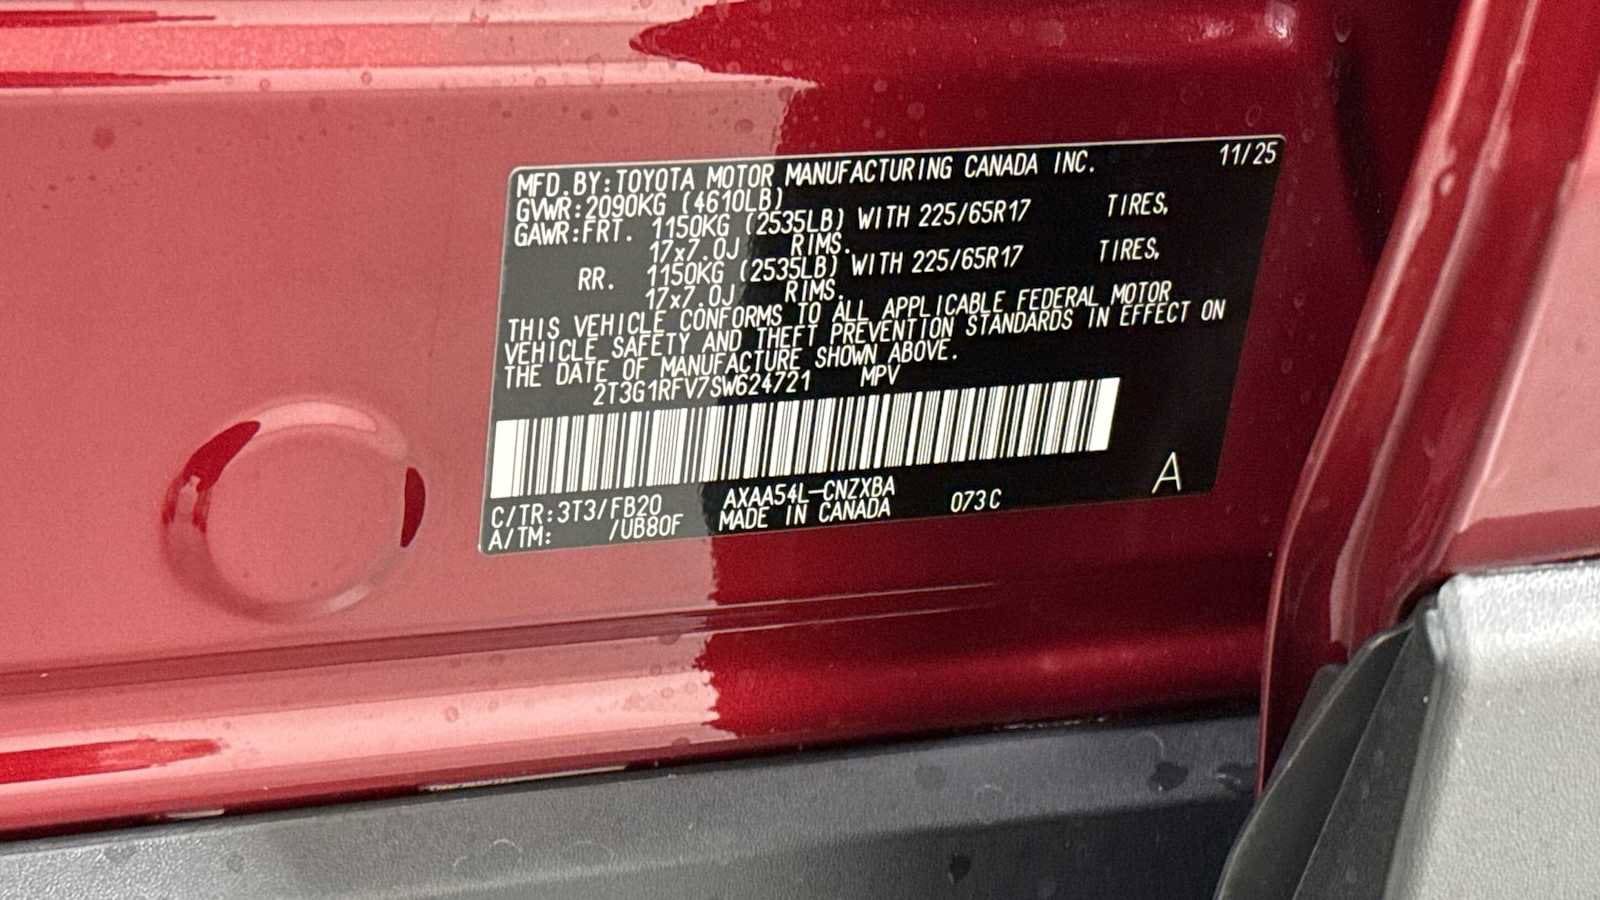 MFD.BY:TOYOTA MOTOR MANUFACTURING CANADA INC. 11/25
GVWR:2090KG (4610LB)
GAWR:FRT. 1150KG (2535LB) WITH 225/65R17 TIRES,
17x7.0J RIMS.
RR. 1150KG (2535LB) WITH 225/65R17 TIRES,
17x7.0J RIMS.
THIS VEHICLE CONFORMS TO ALL APPLICABLE FEDERAL MOTOR
VEHICLE SAFETY AND THEFT PREVENTION STANDARDS IN EFFECT ON
THE DATE OF MANUFACTURE SHOWN ABOVE.
2T3G1RFV7SW624721 MPV
C/TR:3T3/FB20 AXAA54L-CNZXBA 073C A
A/TM: /UB80F MADE IN CANADA